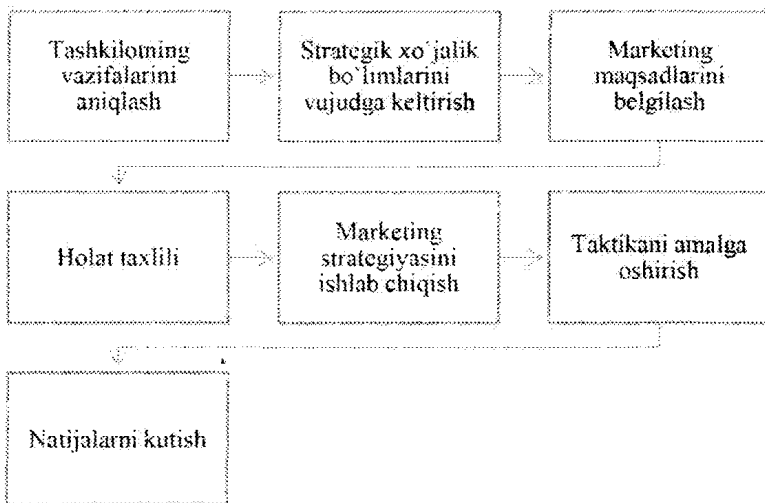 Tashkilotning
vazifalarini
aniqlash
Strategik xo`jalik
bo`limlarini
vujudga keltirish
Marketing
maqsadlarini
belgilash
Holat taxlili
Marketing
strategiyasini
ishlab chiqish
Taktikani amalga
oshirish
Natijalarni kutish